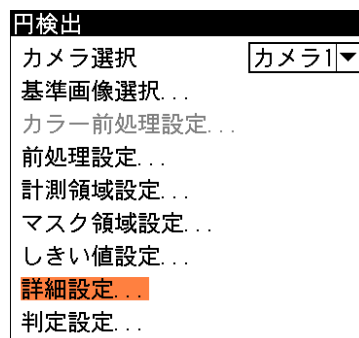 円検出
カメラ選択 カメラ1
基準画像選択...
カラー前処理設定...
前処理設定...
計測領域設定...
マスク領域設定...
しきい値設定...
詳細設定...
判定設定...